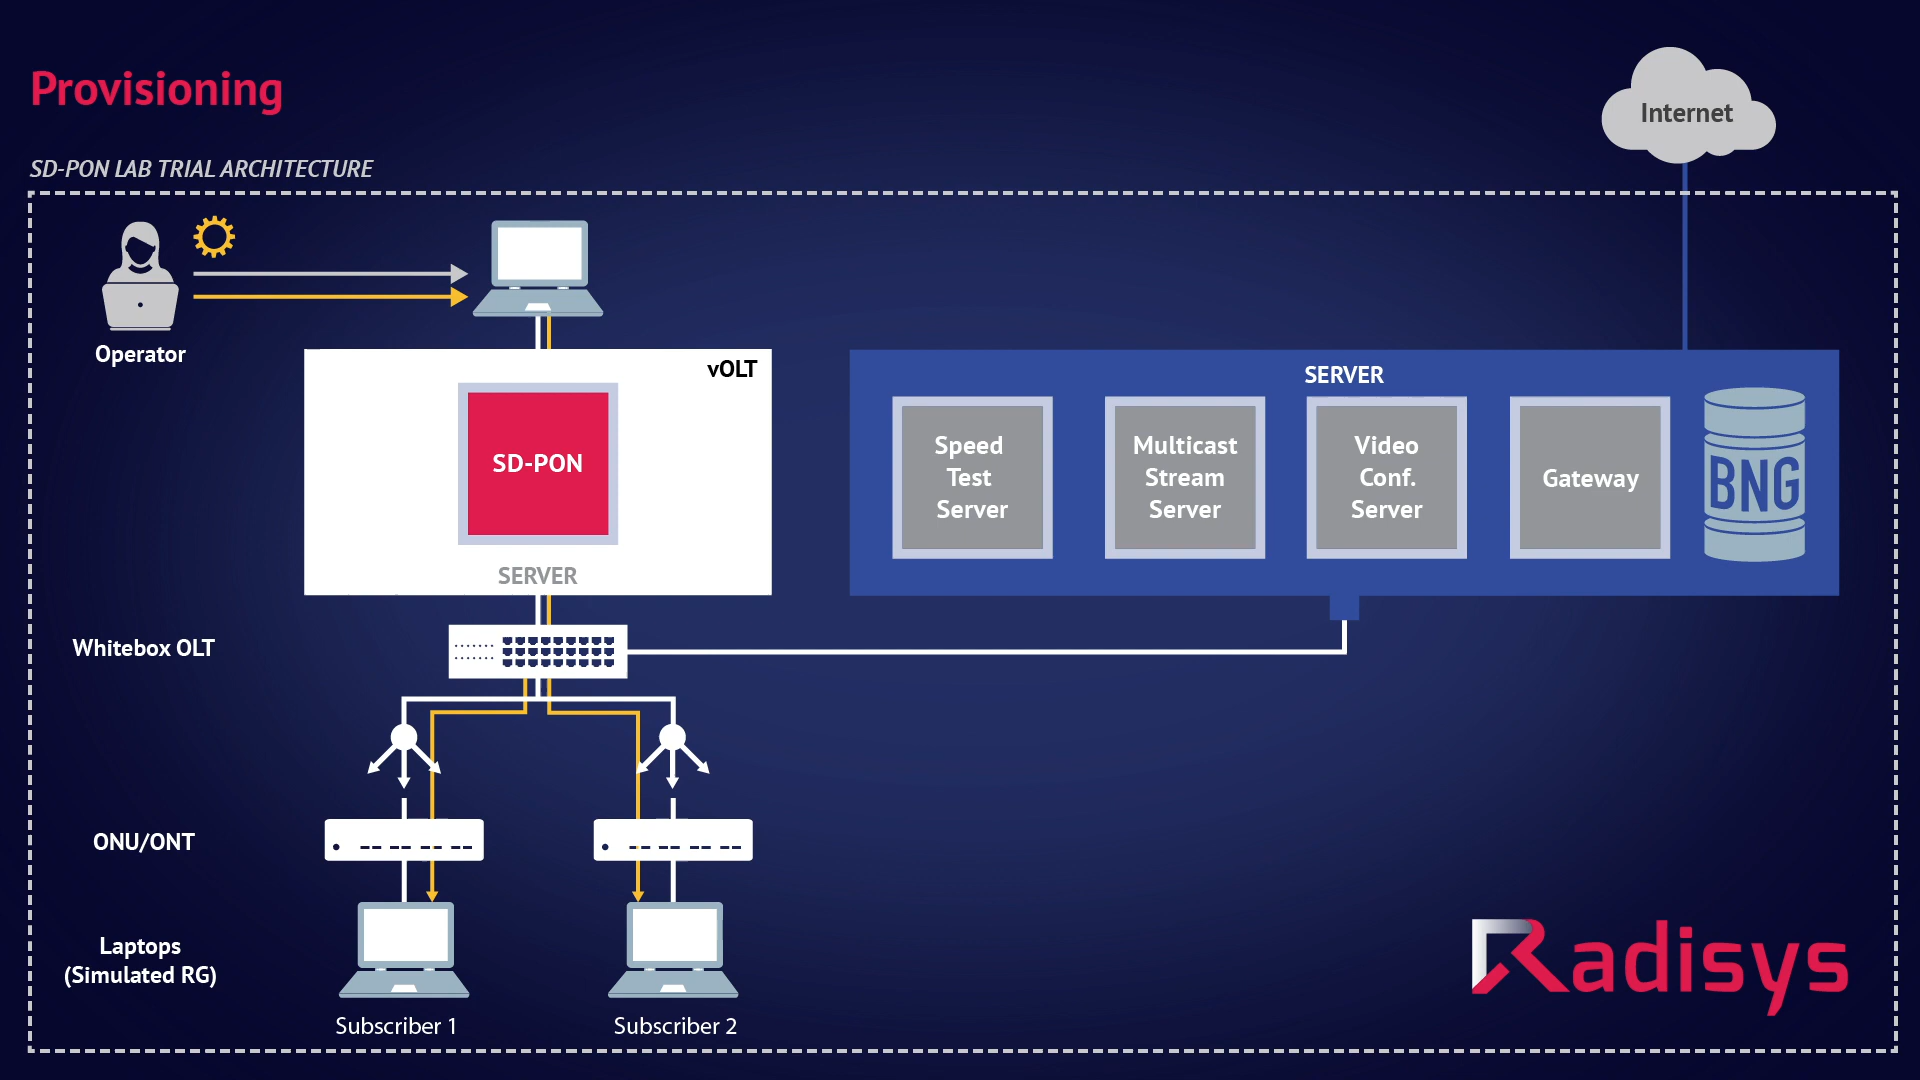 Provisioning
Internet
SD-PON LAB TRIAL ARCHITECTURE
Operator
vOLT
SD-PON
SERVER
SERVER
Speed
Test
Server
Multicast
Stream
Server
Video
Conf.
Server
Gateway
BNG
Whitebox OLT
ONU/ONT
Laptops
(Simulated RG)
Subscriber 1
Subscriber 2
Radisys